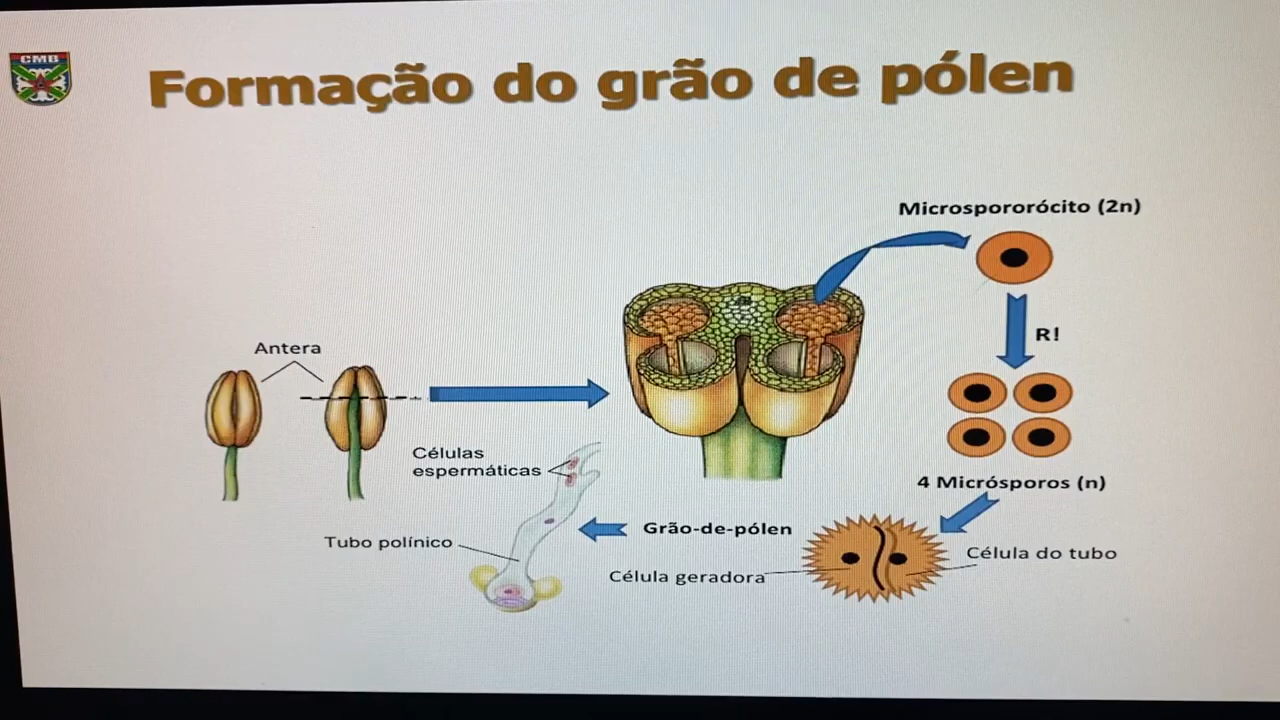 CMB
Formação do grão de pólen
Microspororócito (2n)
R!
Antera
Células
espermáticas
4 Micrósporos (n)
Grão-de-pólen
Célula do tubo
Tubo polínico
Célula geradora